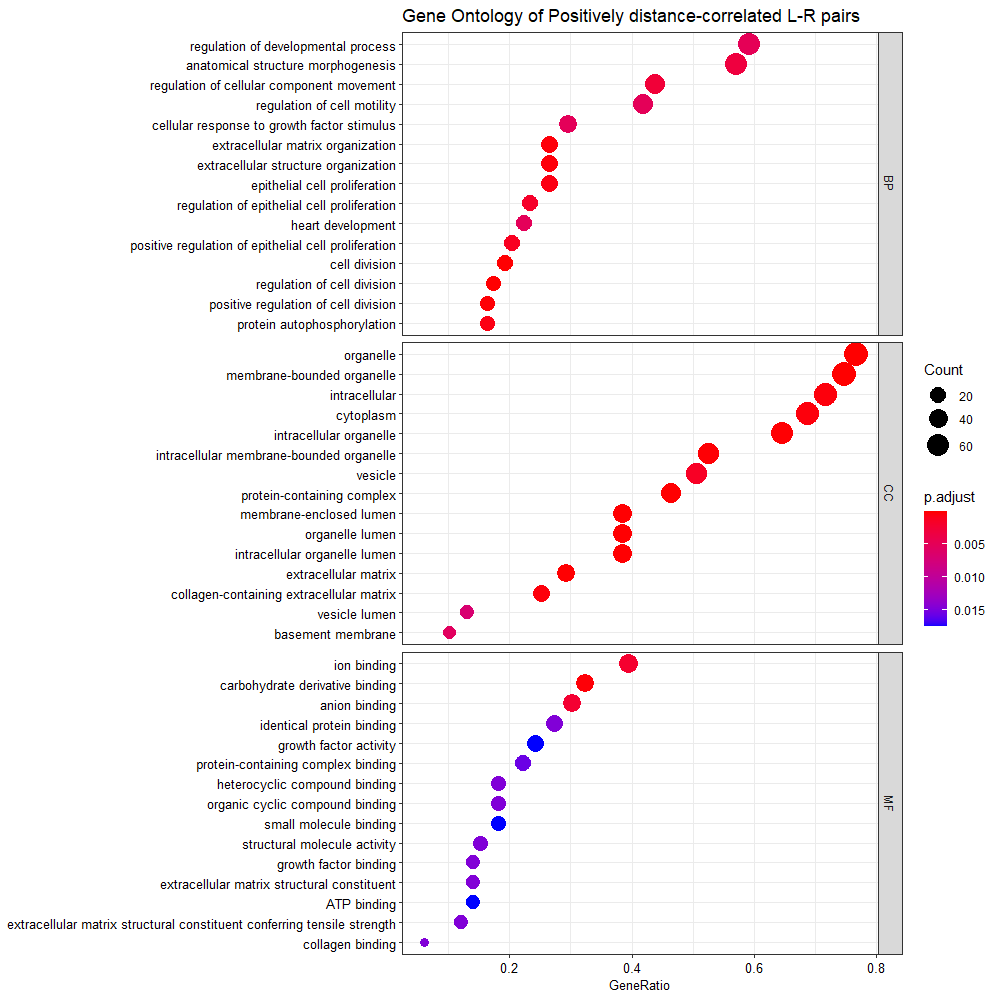 Gene Ontology of Positively distance-correlated L-R pairs
regulation of developmental process
anatomical structure morphogenesis
regulation of cellular component movement
regulation of cell motility
cellular response to growth factor stimulus
extracellular matrix organization
extracellular structure organization
epithelial cell proliferation
regulation of epithelial cell proliferation
heart development
positive regulation of epithelial cell proliferation
cell division
regulation of cell division
positive regulation of cell division
protein autophosphorylation
BP
organelle
membrane-bounded organelle
intracellular
cytoplasm
intracellular organelle
intracellular membrane-bounded organelle
vesicle
protein-containing complex
membrane-enclosed lumen
organelle lumen
intracellular organelle lumen
extracellular matrix
collagen-containing extracellular matrix
vesicle lumen
basement membrane
CC
ion binding
carbohydrate derivative binding
anion binding
identical protein binding
growth factor activity
protein-containing complex binding
heterocyclic compound binding
organic cyclic compound binding
small molecule binding
structural molecule activity
growth factor binding
extracellular matrix structural constituent
ATP binding
extracellular matrix structural constituent conferring tensile strength
collagen binding
MF
0.2 0.4 0.6 0.8
GeneRatio
Count
20
40
60
p.adjust
0.005
0.010
0.015